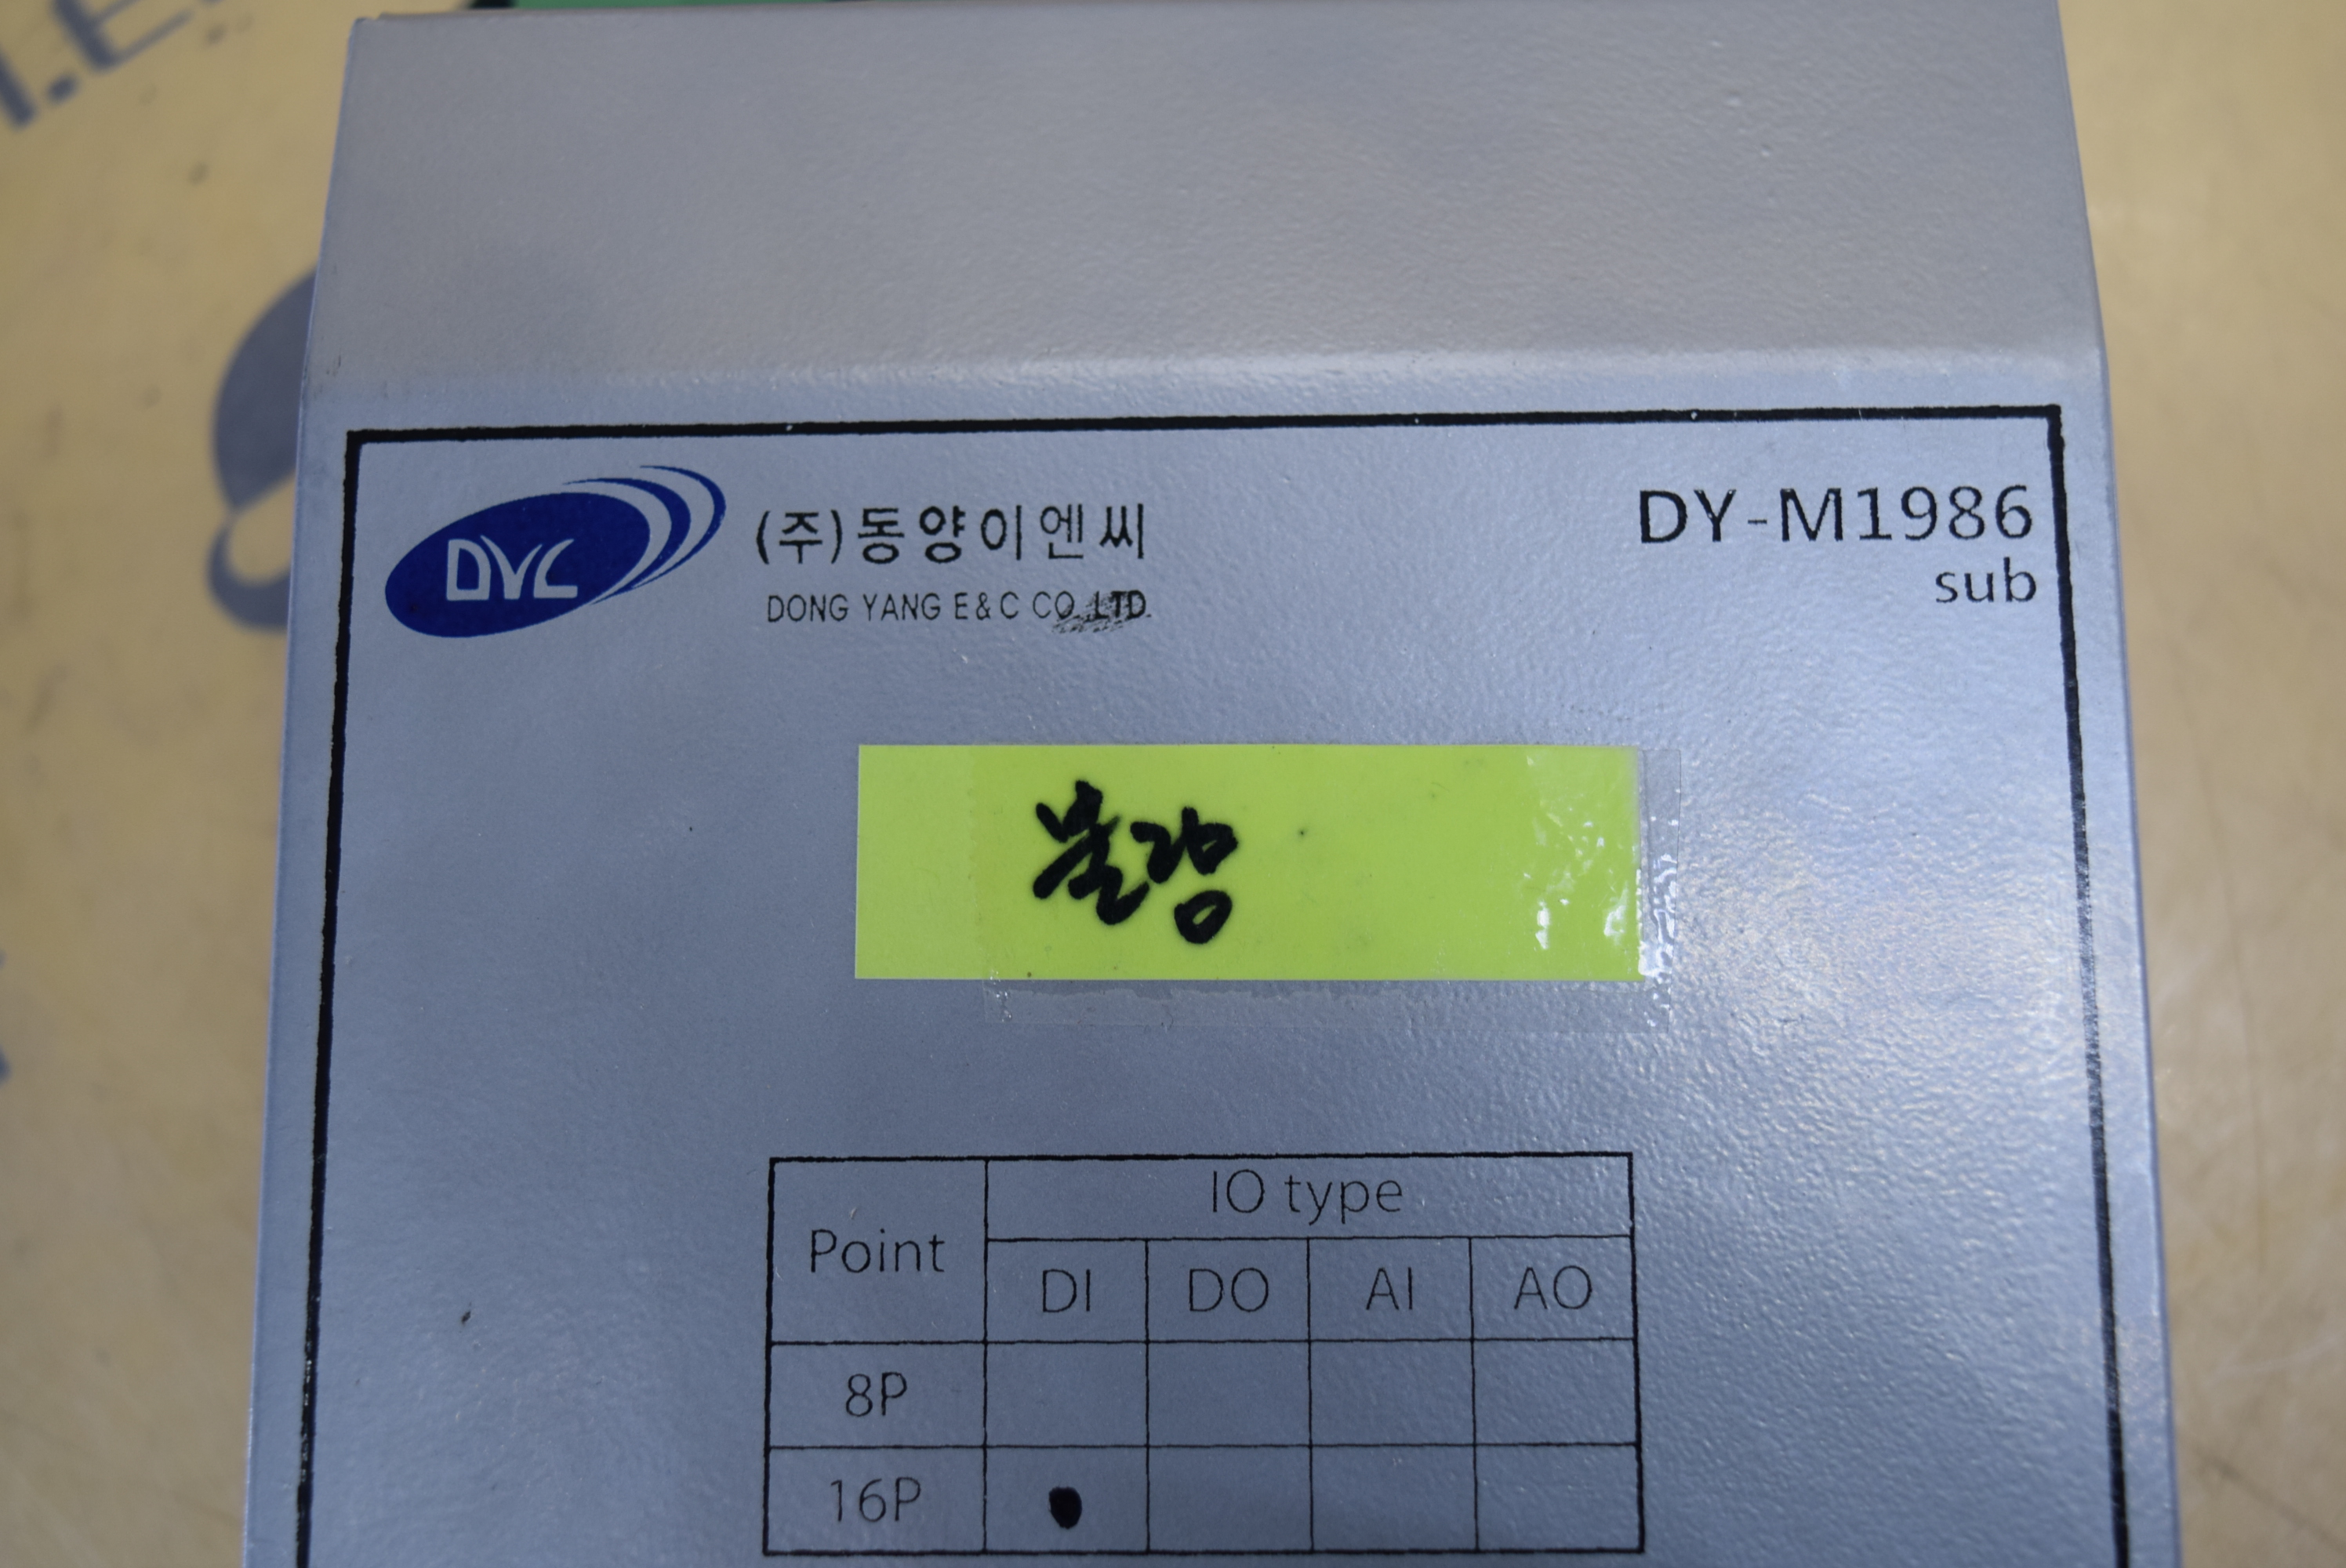 DYC
(주)동양이엔씨
DONG YANG E&C CO.,LTD.
DY-M1986
sub
불량
Point
IO type
DI DO AI AO
8P
16P